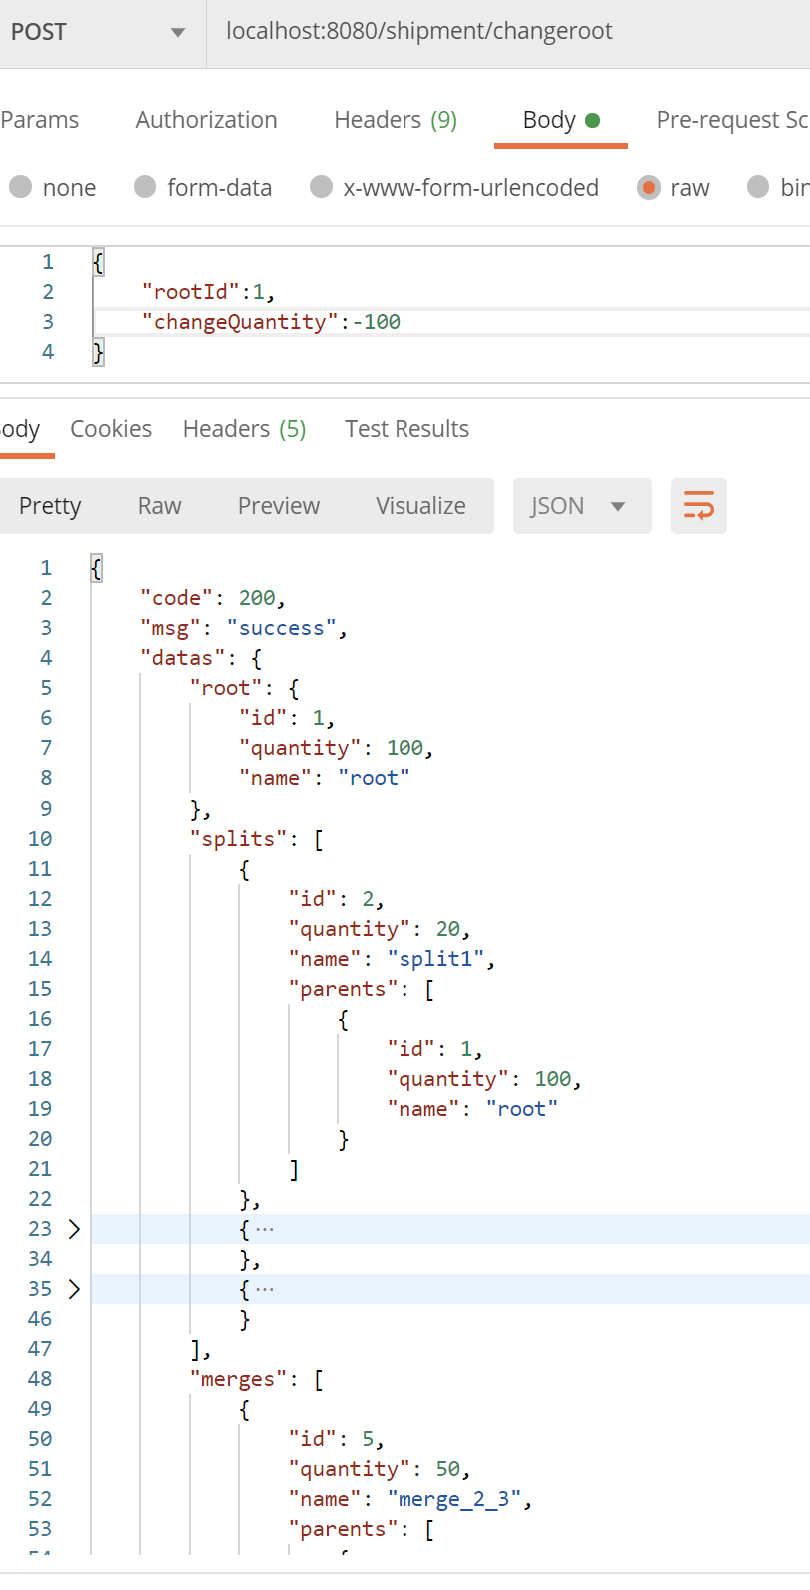 POST localhost:8080/shipment/changeroot
Params Authorization Headers (9) Body Pre-request Sc
none form-data x-www-form-urlencoded raw bin
1 {
2 "rootId":1,
3 "changeQuantity":-100
4 }
ody Cookies Headers (5) Test Results
Pretty Raw Preview Visualize JSON
1 {
2 "code": 200,
3 "msg": "success",
4 "datas": {
5 "root": {
6 "id": 1,
7 "quantity": 100,
8 "name": "root"
9 },
10 "splits": [
11 {
12 "id": 2,
13 "quantity": 20,
14 "name": "split1",
15 "parents": [
16 {
17 "id": 1,
18 "quantity": 100,
19 "name": "root"
20 }
21 ]
22 },
23 {···
34 },
35 {···
46 }
47 ],
48 "merges": [
49 {
50 "id": 5,
51 "quantity": 50,
52 "name": "merge_2_3",
53 "parents": [